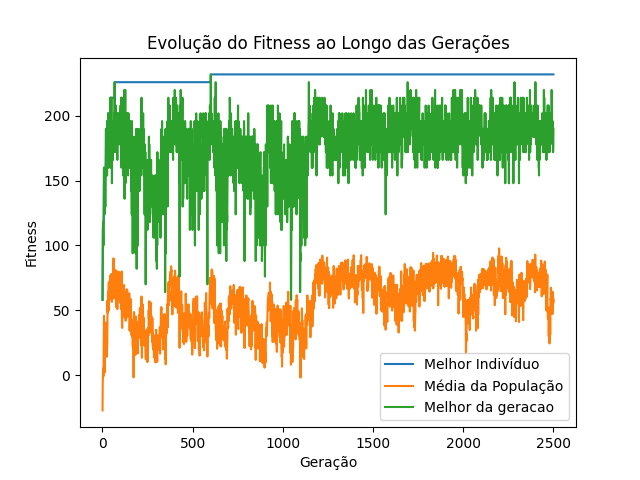 Evolução do Fitness ao Longo das Gerações
200
150
100
50
0
Fitness
0
500
1000
1500
2000
2500
Geração
Melhor Indivíduo
Média da População
Melhor da geracao